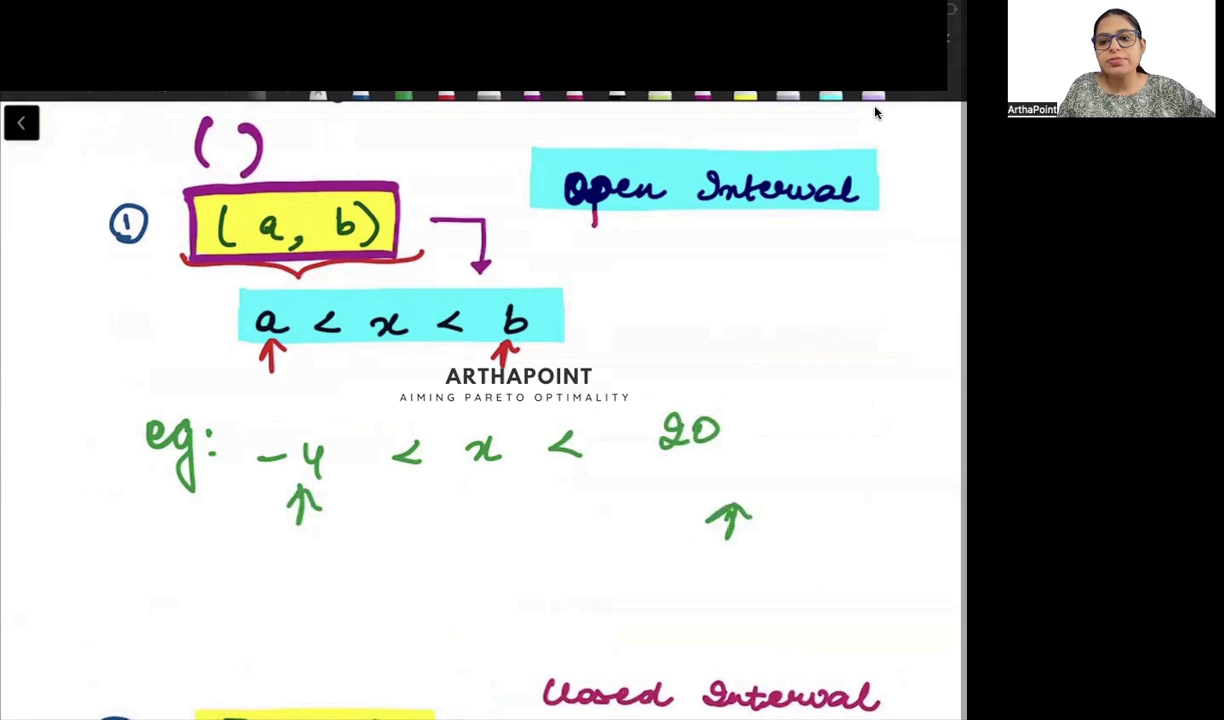 ( )
Open Interval
① (a, b)
a < x < b
ARTHAPOINT
AIMING PARETO OPTIMALITY
eg: -4 < x < 20
Closed Interval
ArthaPoint